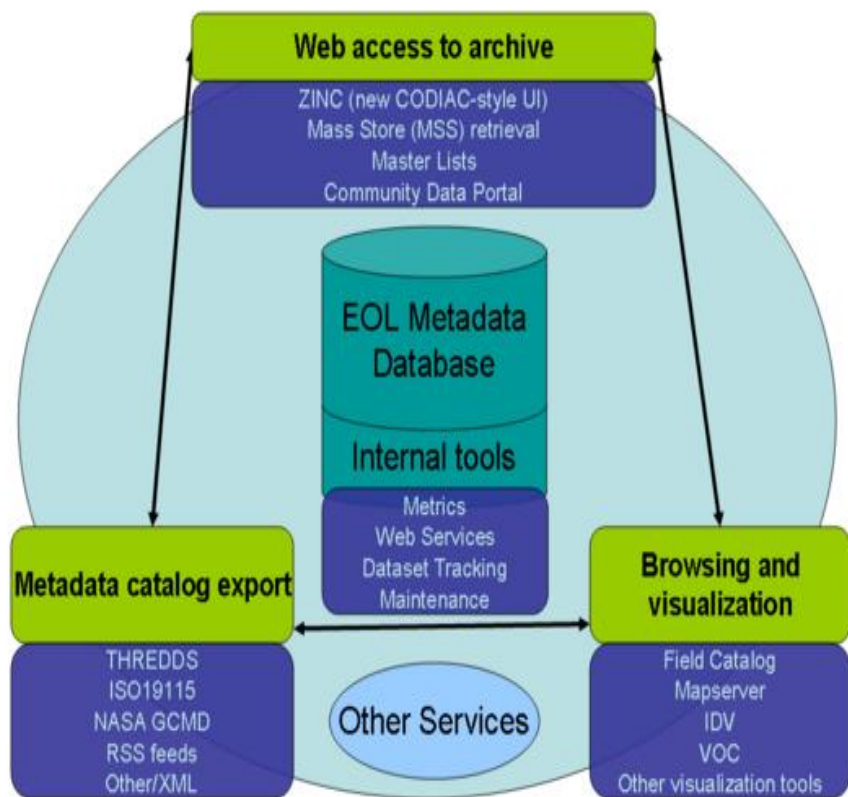 Web access to archive
ZINC (new CODIAC-style UI)
Mass Store (MSS) retrieval
Master Lists
Community Data Portal
EOL Metadata
Database
Internal tools
Metrics
Web Services
Dataset Tracking
Maintenance
Metadata catalog export
THREDDS
ISO19115
NASA GCMD
RSS feeds
Other/XML
Other Services
Browsing and
visualization
Field Catalog
Mapserver
IDV
VOC
Other visualization tools